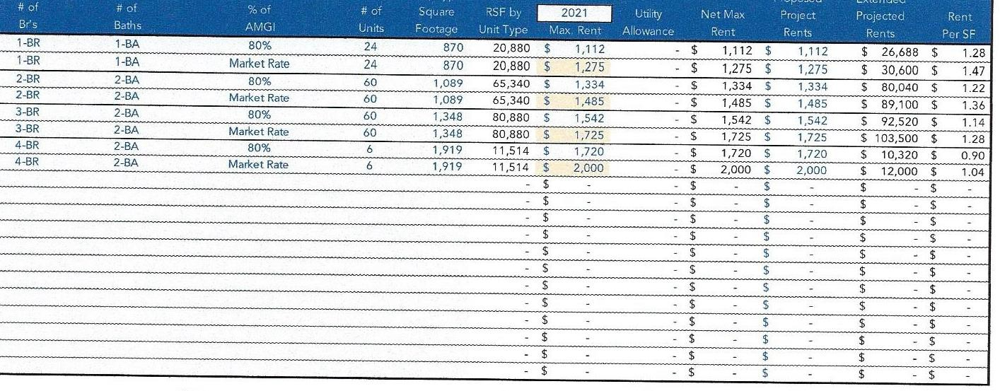 # of # of % of # of Square RSF by 2021 Utility Net Max Project Projected Rent
Br's Baths AMGI Units Footage Unit Type Max. Rent Allowance Rent Rents Rents Per SF
1-BR 1-BA 80% 24 870 20,880 $ 1,112 - $ 1,112 $ 1,112 $ 26,688 $ 1.28
1-BR 1-BA Market Rate 24 870 20,880 $ 1,275 - $ 1,275 $ 1,275 $ 30,600 $ 1.47
2-BR 2-BA 80% 60 1,089 65,340 $ 1,334 - $ 1,334 $ 1,334 $ 80,040 $ 1.22
2-BR 2-BA Market Rate 60 1,089 65,340 $ 1,485 - $ 1,485 $ 1,485 $ 89,100 $ 1.36
3-BR 2-BA 80% 60 1,348 80,880 $ 1,542 - $ 1,542 $ 1,542 $ 92,520 $ 1.14
3-BR 2-BA Market Rate 60 1,348 80,880 $ 1,725 - $ 1,725 $ 1,725 $ 103,500 $ 1.28
4-BR 2-BA 80% 6 1,919 11,514 $ 1,720 - $ 1,720 $ 1,720 $ 10,320 $ 0.90
4-BR 2-BA Market Rate 6 1,919 11,514 $ 2,000 - $ 2,000 $ 2,000 $ 12,000 $ 1.04
- $ - - $ - $ - $ - $ -
- $ - - $ - $ - $ - $ -
- $ - - $ - $ - $ - $ -
- $ - - $ - $ - $ - $ -
- $ - - $ - $ - $ - $ -
- $ - - $ - $ - $ - $ -
- $ - - $ - $ - $ - $ -
- $ - - $ - $ - $ - $ -
- $ - - $ - $ - $ - $ -
- $ - - $ - $ - $ - $ -
- $ - - $ - $ - $ - $ -
- $ - - $ - $ - $ - $ -